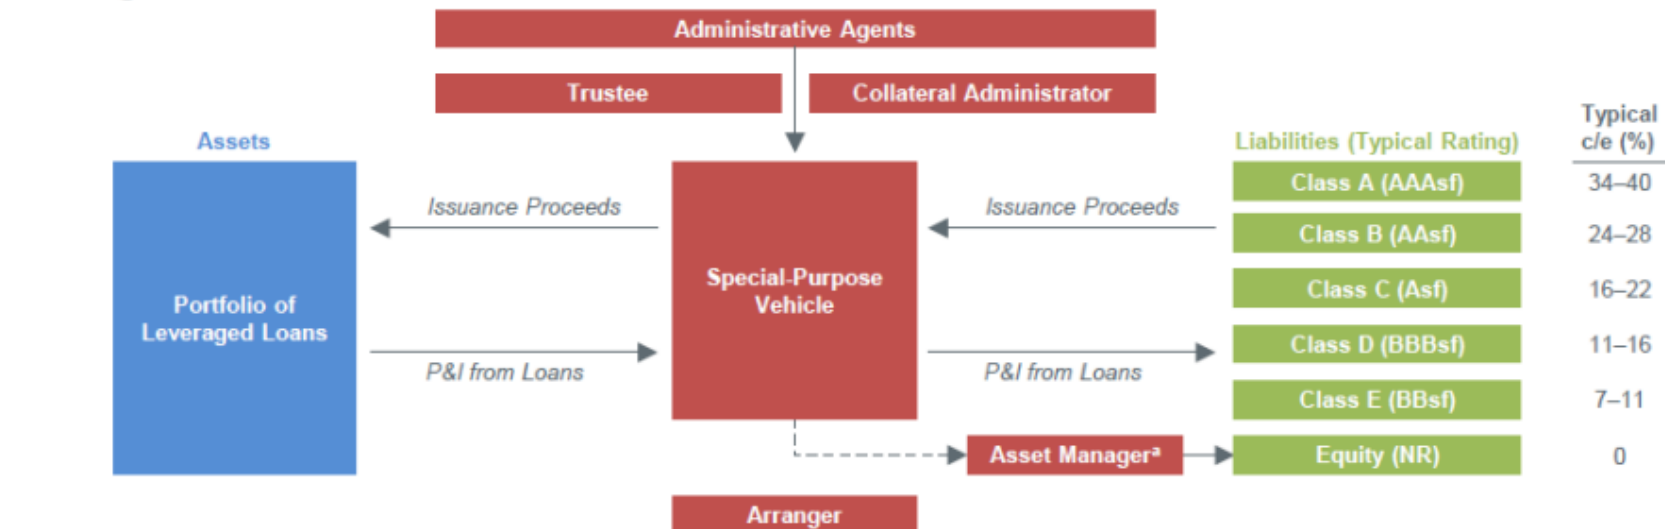 Administrative Agents
Trustee
Collateral Administrator
Assets
Liabilities (Typical Rating)
Typical
c/e (%)
Portfolio of
Leveraged Loans
Issuance Proceeds
P&I from Loans
Special-Purpose
Vehicle
Issuance Proceeds
P&I from Loans
Class A (AAAsf)
34–40
Class B (AAsf)
24–28
Class C (Asf)
16–22
Class D (BBBsf)
11–16
Class E (BBsf)
7–11
Asset Managerª
Equity (NR)
0
Arranger